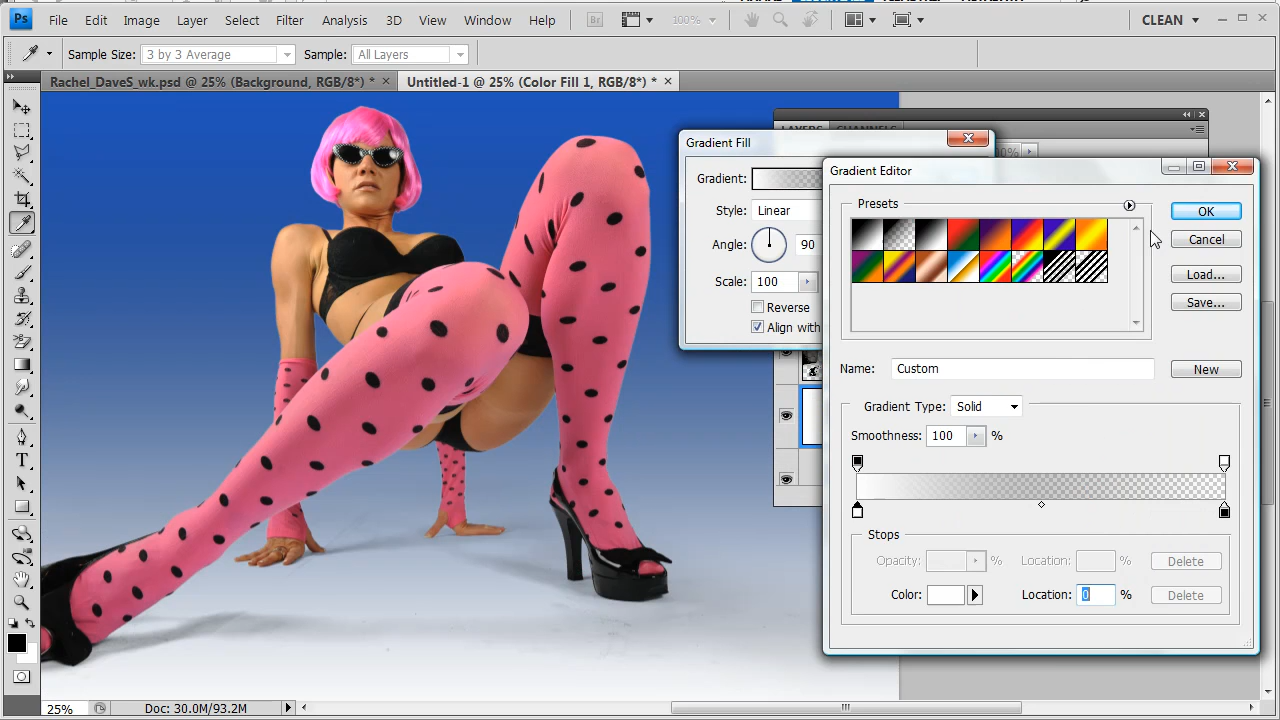 Ps File Edit Image Layer Select Filter Analysis 3D View Window Help Br 100% CLEAN
Sample Size: 3 by 3 Average Sample: All Layers
Rachel_DaveS_wk.psd @ 25% (Background, RGB/8*) * Untitled-1 @ 25% (Color Fill 1, RGB/8*) *
LAYERS CHANNELS
Gradient Fill
Gradient:
Style: Linear
Angle: 90
Scale: 100
Reverse
Align with
Gradient Editor
Presets
OK
Cancel
Load...
Save...
Name: Custom New
Gradient Type: Solid
Smoothness: 100 %
Stops
Opacity: % Location: % Delete
Color: Location: 0 % Delete
T
25% Doc: 30.0M/93.2M